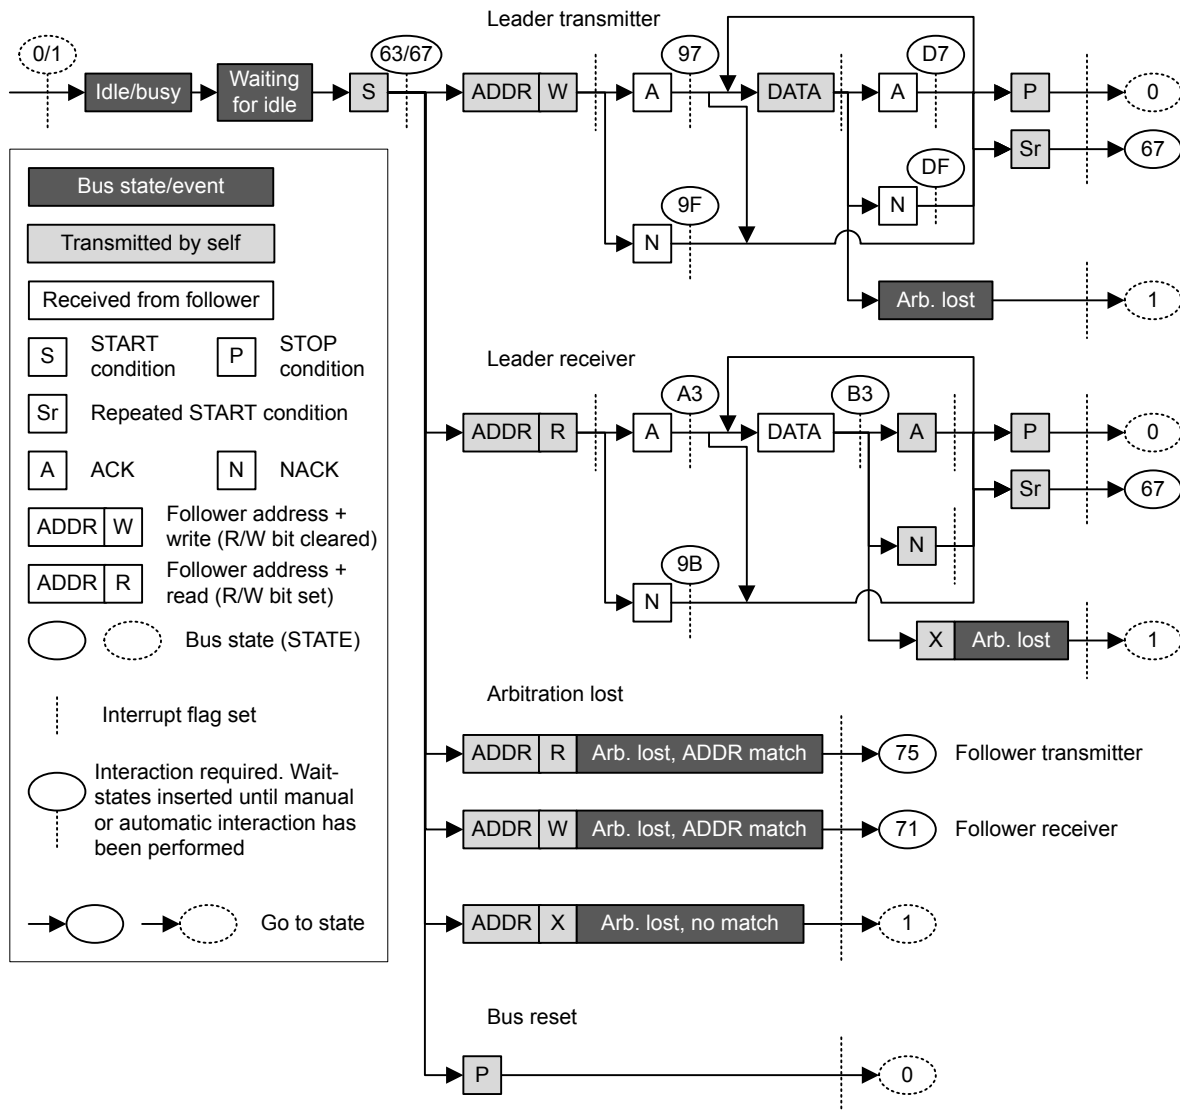 Leader transmitter
0/1
63/67
97
D7
Idle/busy
Waiting
for idle
S
ADDR W
A
DATA
A
P
0
Sr
67
DF
N
9F
N
Arb. lost
1
Bus state/event
Transmitted by self
Received from follower
S
START
condition
P
STOP
condition
Sr
Repeated START condition
A
ACK
N
NACK
ADDR W
Follower address +
write (R/W bit cleared)
ADDR R
Follower address +
read (R/W bit set)
Bus state (STATE)
Interrupt flag set
Interaction required. Wait-
states inserted until manual
or automatic interaction has
been performed
Go to state
Leader receiver
A3
B3
ADDR R
A
DATA
A
P
0
Sr
67
N
9B
N
X Arb. lost
1
Arbitration lost
ADDR R Arb. lost, ADDR match
75
Follower transmitter
ADDR W Arb. lost, ADDR match
71
Follower receiver
ADDR X Arb. lost, no match
1
Bus reset
P
0